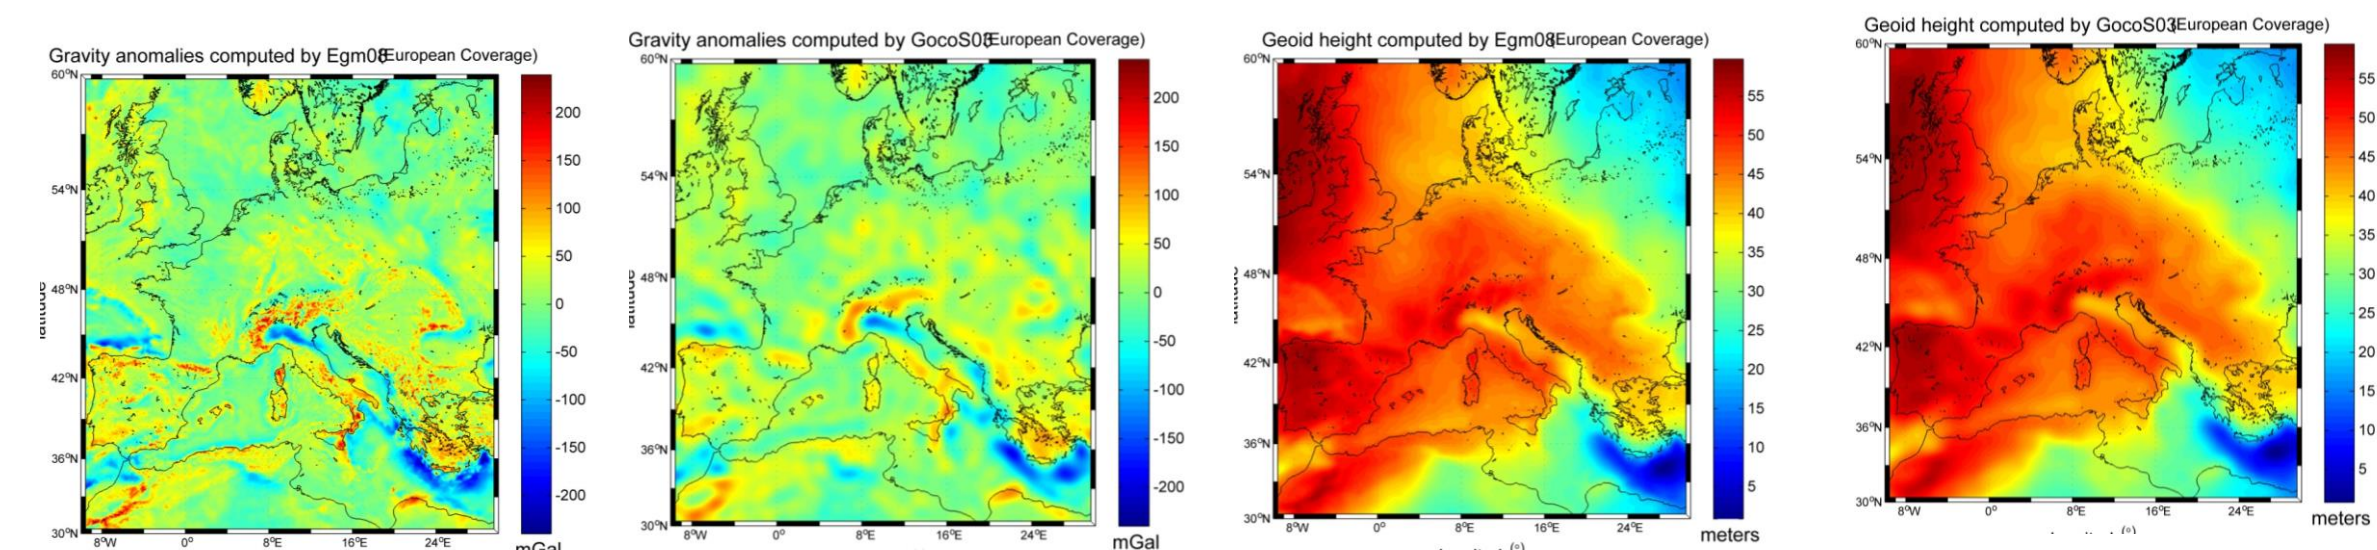 Gravity anomalies computed by Egm08(European Coverage)
60°N
54°N
48°N
42°N
36°N
30°N
latitude
8°W 0° 8°E 16°E 24°E
200
150
100
50
0
-50
-100
-150
-200
mGal
Gravity anomalies computed by GocoS03(European Coverage)
60°N
54°N
48°N
42°N
36°N
30°N
latitude
8°W 0° 8°E 16°E 24°E
200
150
100
50
0
-50
-100
-150
-200
mGal
Geoid height computed by Egm08(European Coverage)
60°N
54°N
48°N
42°N
36°N
30°N
8°W 0° 8°E 16°E 24°E
55
50
45
40
35
30
25
20
15
10
5
meters
(°)
Geoid height computed by GocoS03(European Coverage)
60°N
54°N
48°N
42°N
36°N
30°N
8°W 0° 8°E 16°E 24°E
55
50
45
40
35
30
25
20
15
10
5
meters
(°)